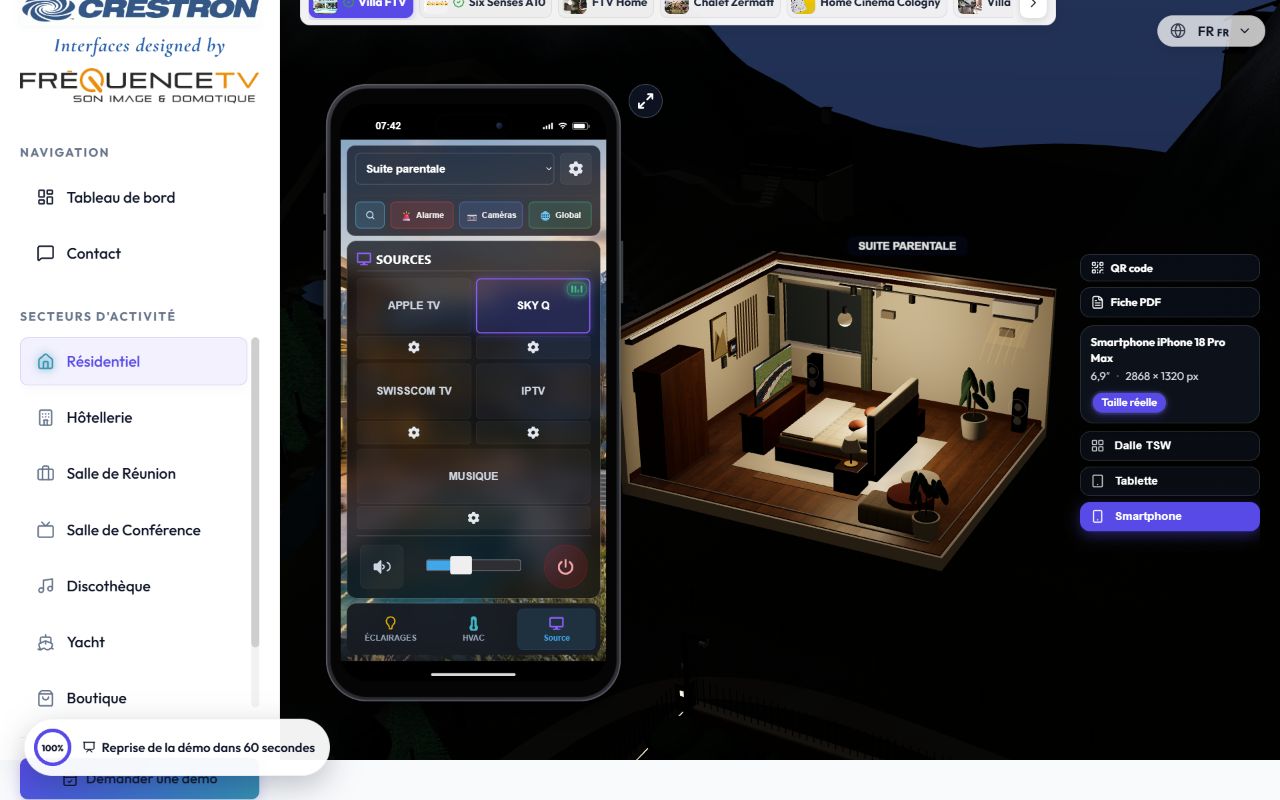 CRESTRON
Interfaces designed by
FRÉQUENCETV
SON IMAGE & DOMOTIQUE
NAVIGATION
Tableau de bord
Contact
SECTEURS D'ACTIVITÉ
Résidentiel
Hôtellerie
Salle de Réunion
Salle de Conférence
Discothèque
Yacht
Boutique
100%
Reprise de la démo dans 60 secondes
Demander une démo
Villa FTV
Six Senses A10
FTV Home
Chalet Zermatt
Home Cinema Cologny
Villa
FR FR
07:42
Suite parentale
Alarme
Caméras
Global
SOURCES
APPLE TV
SKY Q
SWISSCOM TV
IPTV
MUSIQUE
ÉCLAIRAGES
HVAC
Source
SUITE PARENTALE
QR code
Fiche PDF
Smartphone iPhone 18 Pro
Max
6,9" · 2868 × 1320 px
Taille réelle
Dalle TSW
Tablette
Smartphone